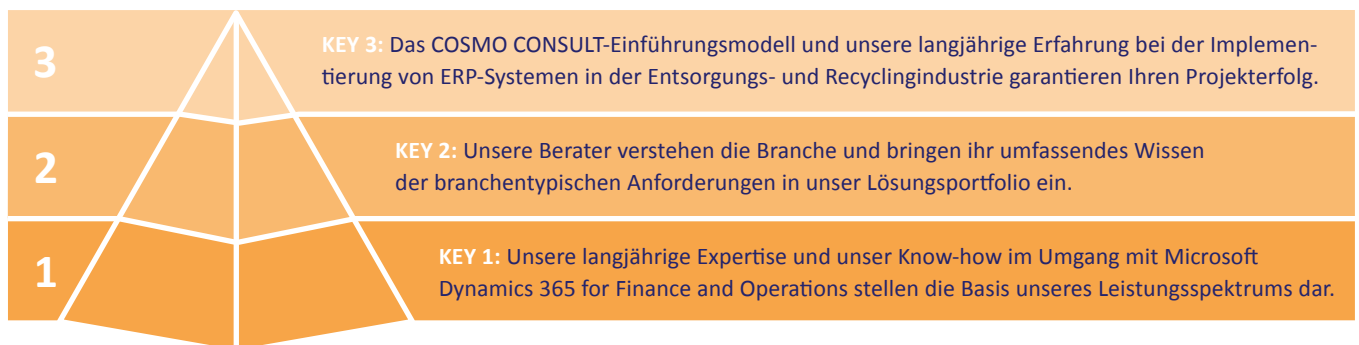 3
KEY 3: Das COSMO CONSULT-Einführungsmodell und unsere langjährige Erfahrung bei der Implemen-
tierung von ERP-Systemen in der Entsorgungs- und Recyclingindustrie garantieren Ihren Projekterfolg.
2
KEY 2: Unsere Berater verstehen die Branche und bringen ihr umfassendes Wissen
der branchentypischen Anforderungen in unser Lösungsportfolio ein.
1
KEY 1: Unsere langjährige Expertise und unser Know-how im Umgang mit Microsoft
Dynamics 365 for Finance and Operations stellen die Basis unseres Leistungsspektrums dar.